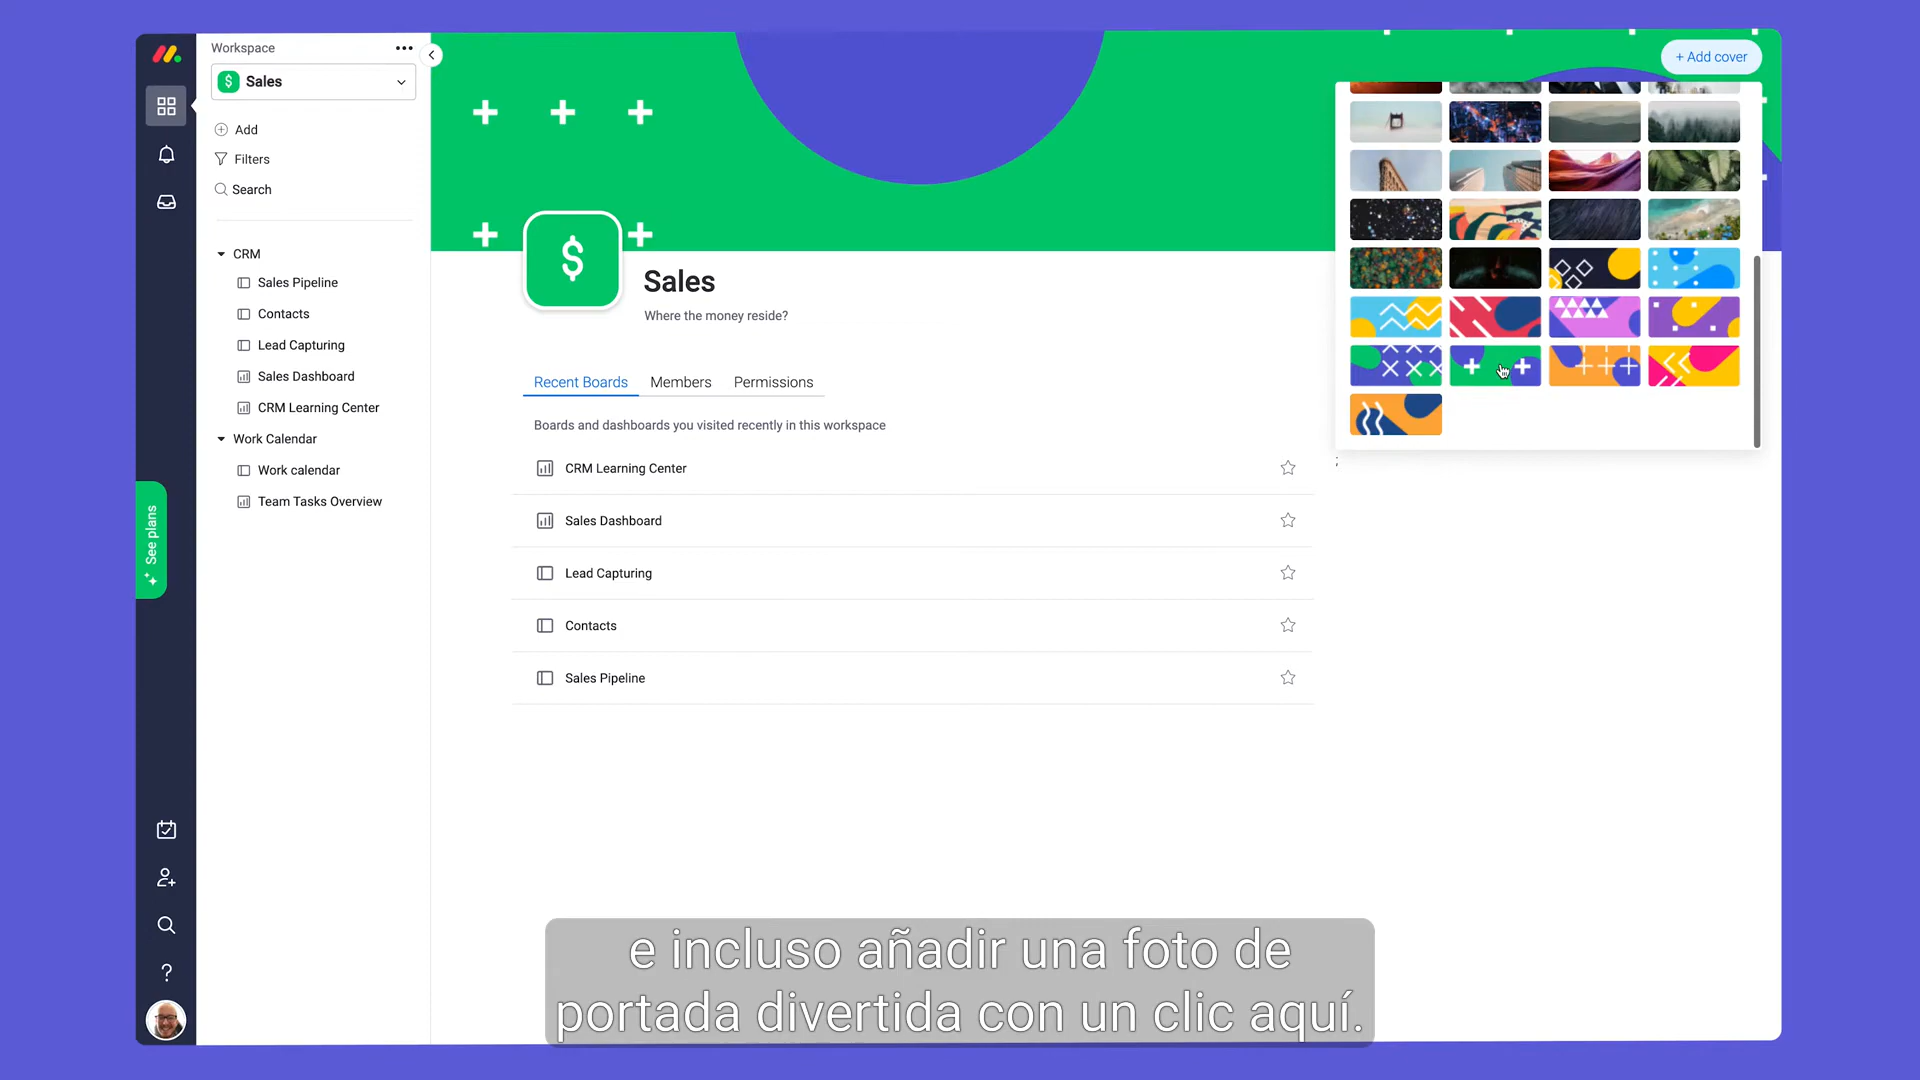 Workspace
Sales
Add
Filters
Search
CRM
Sales Pipeline
Contacts
Lead Capturing
Sales Dashboard
CRM Learning Center
Work Calendar
Work calendar
Team Tasks Overview
See plans
+ Add cover
Sales
Where the money reside?
Recent Boards
Members
Permissions
Boards and dashboards you visited recently in this workspace
CRM Learning Center
Sales Dashboard
Lead Capturing
Contacts
Sales Pipeline
e incluso añadir una foto de
portada divertida con un clic aquí.